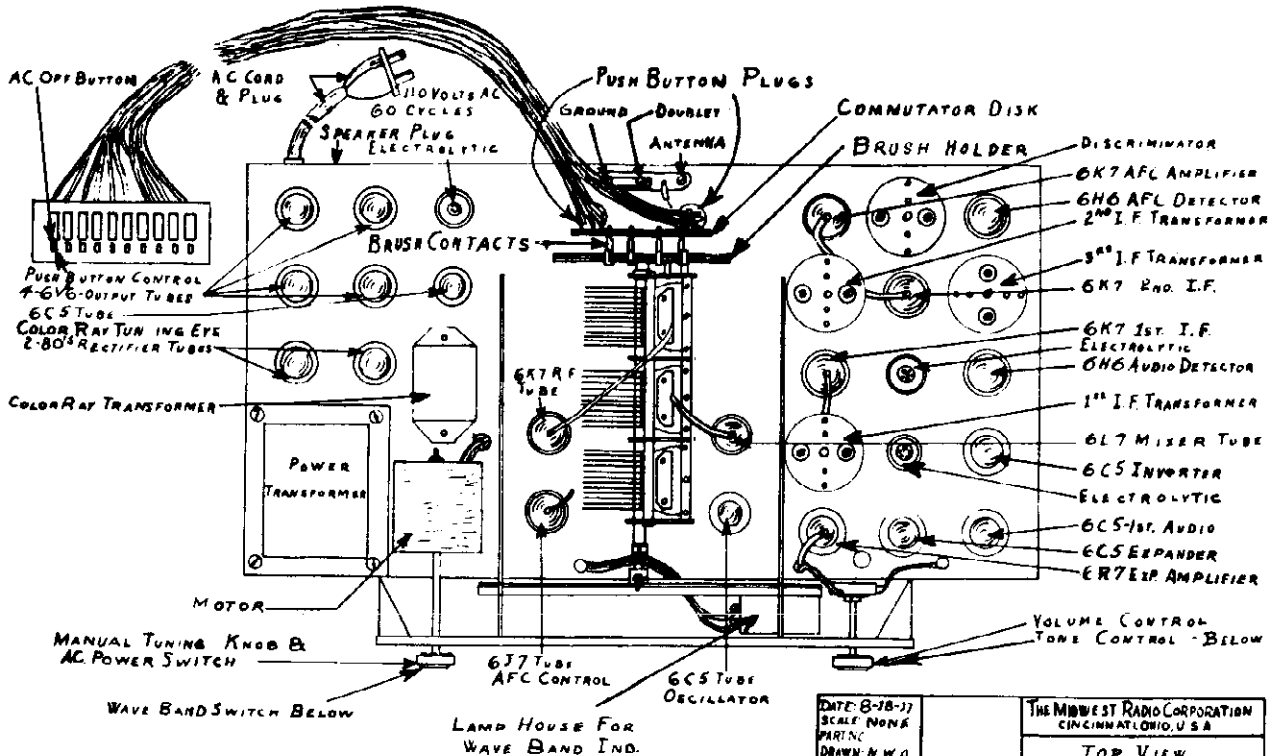 AC OFF BUTTON
AC CORD
& PLUG
110 VOLTS AC
60 CYCLES
SPEAKER PLUG
ELECTROLYTIC
PUSH BUTTON PLUGS
GROUND
DOUBLET
ANTENNA
COMMUTATOR DISK
BRUSH HOLDER
DISCRIMINATOR
6K7 AFC AMPLIFIER
6H6 AFC DETECTOR
2ND I.F. TRANSFORMER
3RD I.F. TRANSFORMER
6K7 2ND. I.F.
6K7 1ST. I.F.
ELECTROLYTIC
6H6 AUDIO DETECTOR
1ST I.F. TRANSFORMER
6L7 MIXER TUBE
6C5 INVERTER
ELECTROLYTIC
6C5-1ST. AUDIO
6C5 EXPANDER
6R7 EXP. AMPLIFIER
BRUSH CONTACTS
PUSH BUTTON CONTROL
4-6V6-OUTPUT TUBES
6C5 TUBE
COLOR RAY TUNING EYE
2-80'S RECTIFIER TUBES
COLOR RAY TRANSFORMER
6K7 R.F.
TUBE
POWER
TRANSFORMER
MOTOR
MANUAL TUNING KNOB &
AC POWER SWITCH
WAVE BAND SWITCH BELOW
6J7 TUBE
AFC CONTROL
6C5 TUBE
OSCILLATOR
LAMP HOUSE FOR
WAVE BAND IND.
VOLUME CONTROL
TONE CONTROL - BELOW
DATE: 8-18-37
SCALE: NONE
PART NO.
DRAWN: N.W.O.
THE MIDWEST RADIO CORPORATION
CINCINNATI, OHIO, U S A
TOP VIEW